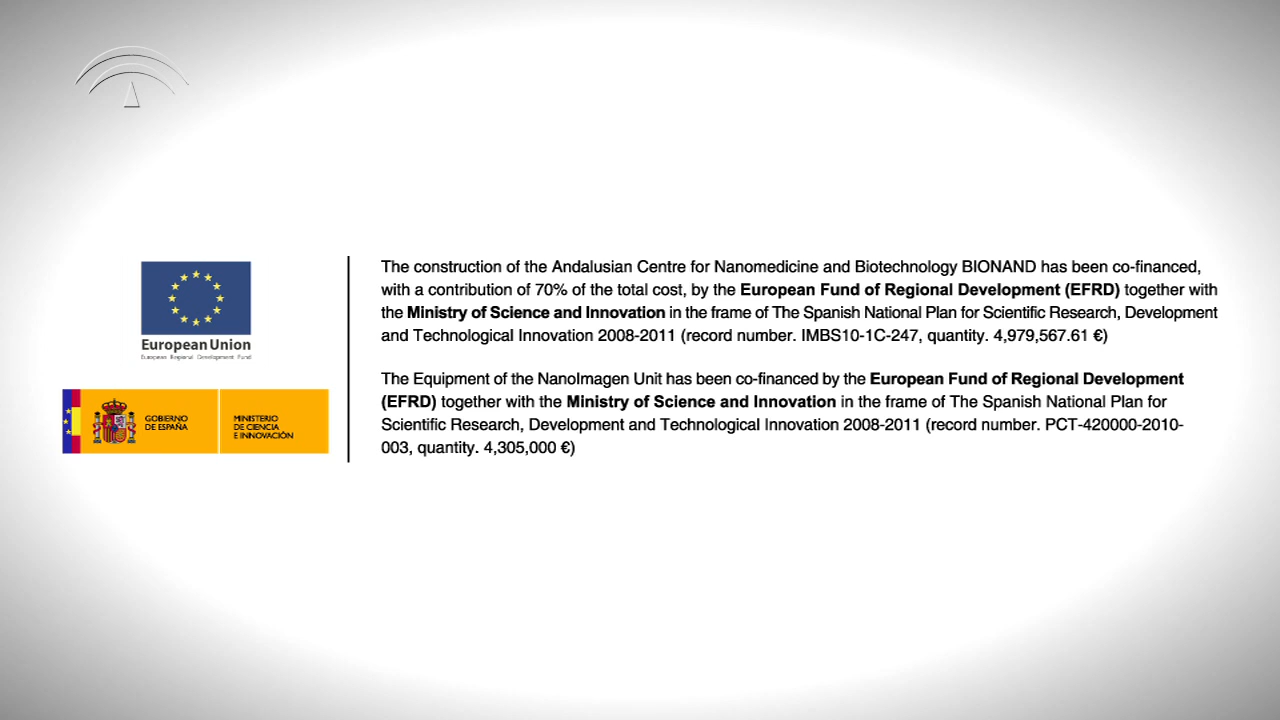 The construction of the Andalusian Centre for Nanomedicine and Biotechnology BIONAND has been co-financed,
with a contribution of 70% of the total cost, by the European Fund of Regional Development (EFRD) together with
the Ministry of Science and Innovation in the frame of The Spanish National Plan for Scientific Research, Development
and Technological Innovation 2008-2011 (record number. IMBS10-1C-247, quantity. 4,979,567.61 €)
The Equipment of the NanoImagen Unit has been co-financed by the European Fund of Regional Development
(EFRD) together with the Ministry of Science and Innovation in the frame of The Spanish National Plan for
Scientific Research, Development and Technological Innovation 2008-2011 (record number. PCT-420000-2010-
003, quantity. 4,305,000 €)
European Union
European Regional Development Fund
GOBIERNO
DE ESPAÑA
MINISTERIO
DE CIENCIA
E INNOVACIÓN